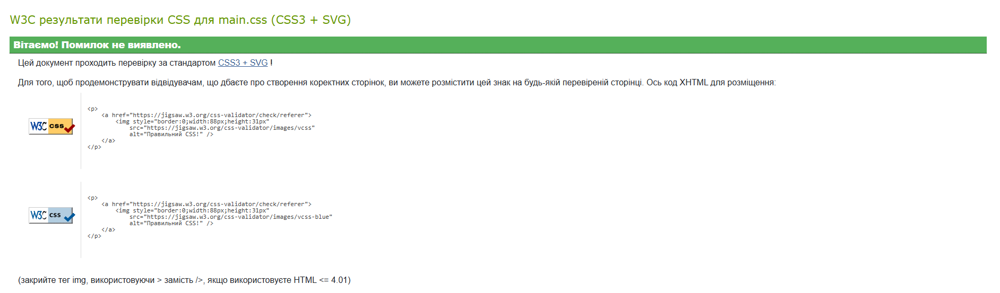 W3C результати перевірки CSS для main.css (CSS3 + SVG)
Вітаємо! Помилок не виявлено.
Цей документ проходить перевірку за стандартом CSS3 + SVG !
Для того, щоб продемонструвати відвідувачам, що дбаєте про створення коректних сторінок, ви можете розмістити цей знак на будь-якій перевіреній сторінці. Ось код XHTML для розміщення:
W3C css
<p>
<a href="https://jigsaw.w3.org/css-validator/check/referer">
<img style="border:0;width:88px;height:31px"
src="https://jigsaw.w3.org/css-validator/images/vcss"
alt="Правильний CSS!" />
</a>
</p>
W3C css
<p>
<a href="https://jigsaw.w3.org/css-validator/check/referer">
<img style="border:0;width:88px;height:31px"
src="https://jigsaw.w3.org/css-validator/images/vcss-blue"
alt="Правильний CSS!" />
</a>
</p>
(закрийте тег img, використовуючи > замість />, якщо використовуєте HTML <= 4.01)